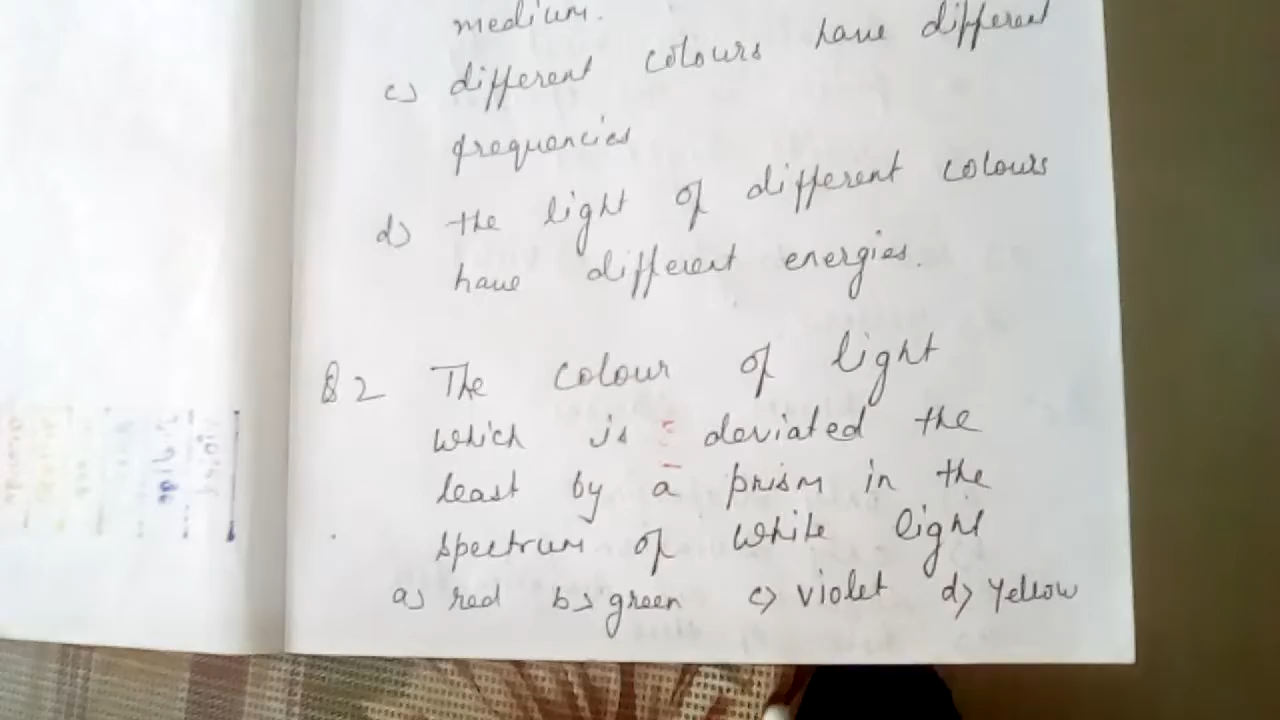 medium.
c) different colours have different
frequencies
d) the light of different colours
have different energies.
Q2 The colour of light
which is deviated the
least by a prism in the
spectrum of white light
a) red b) green c) violet d) Yellow